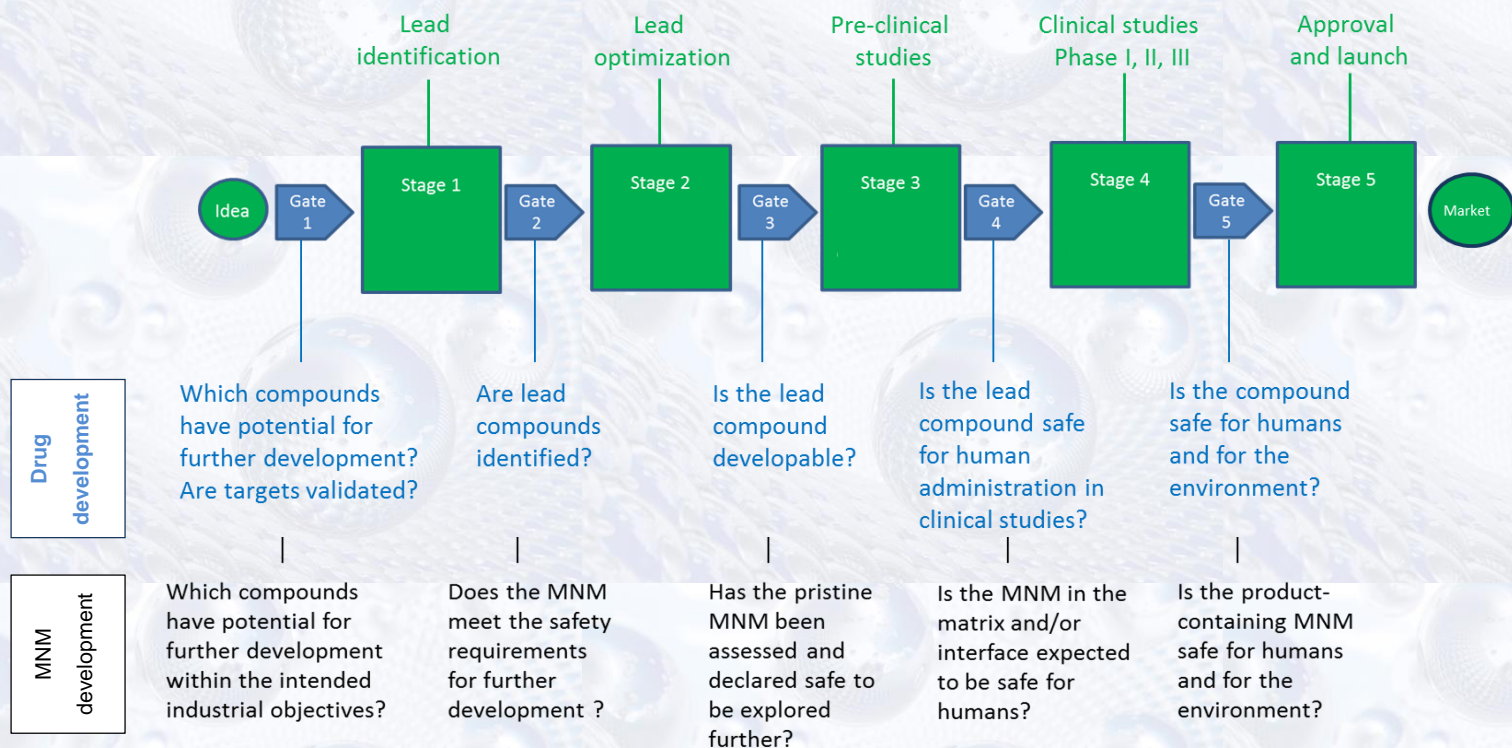 Lead
identification
Lead
optimization
Pre-clinical
studies
Clinical studies
Phase I, II, III
Approval
and launch
Idea
Gate
1
Stage 1
Gate
2
Stage 2
Gate
3
Stage 3
Gate
4
Stage 4
Gate
5
Stage 5
Market
Drug
development
Which compounds
have potential for
further development?
Are targets validated?
Are lead
compounds
identified?
Is the lead
compound
developable?
Is the lead
compound safe
for human
administration in
clinical studies?
Is the compound
safe for humans
and for the
environment?
MNM
development
Which compounds
have potential for
further development
within the intended
industrial objectives?
Does the MNM
meet the safety
requirements
for further
development ?
Has the pristine
MNM been
assessed and
declared safe to
be explored
further?
Is the MNM in the
matrix and/or
interface expected
to be safe for
humans?
Is the product-
containing MNM
safe for humans
and for the
environment?